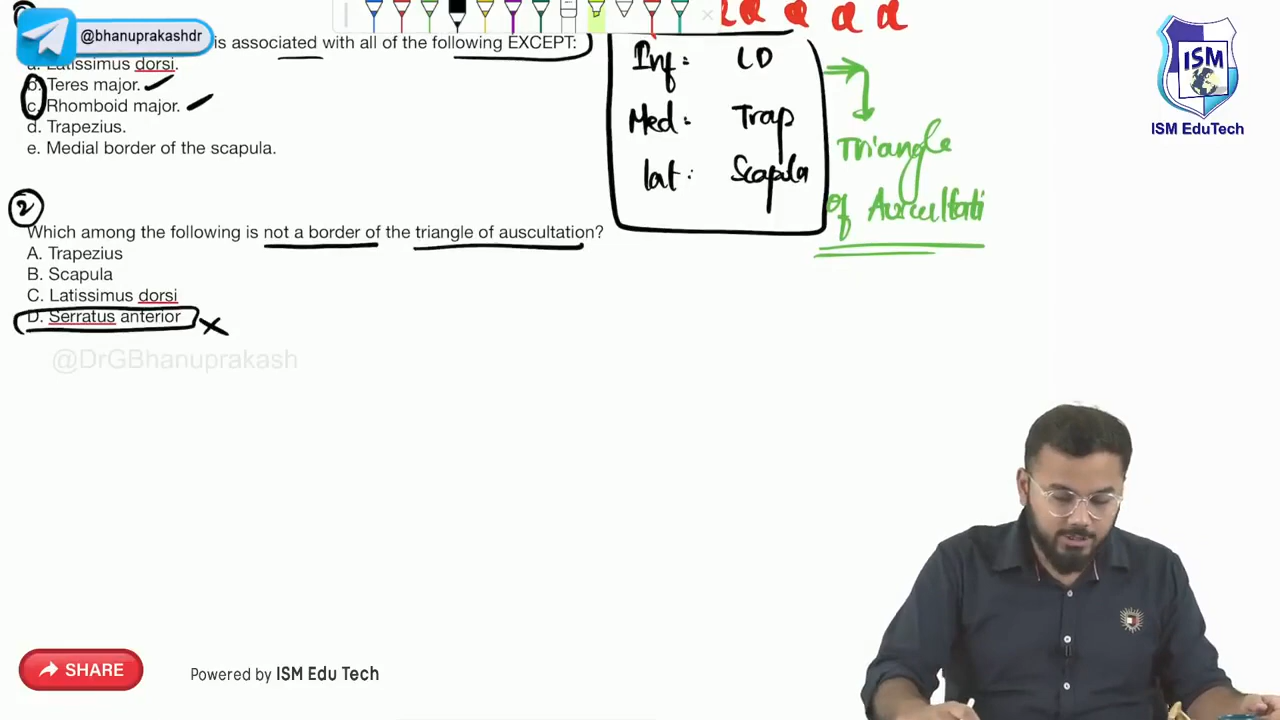 @bhanuprakashdr
is associated with all of the following EXCEPT:
a. Latissimus dorsi.
b. Teres major.
c. Rhomboid major.
d. Trapezius.
e. Medial border of the scapula.
Inf: LD
Med: Trap
lat: Scapula
Triangle
of
ISM
ISM EduTech
2
Which among the following is not a border of the triangle of auscultation?
A. Trapezius
B. Scapula
C. Latissimus dorsi
D. Serratus anterior
@DrGBhanuprakash
SHARE
Powered by ISM Edu Tech